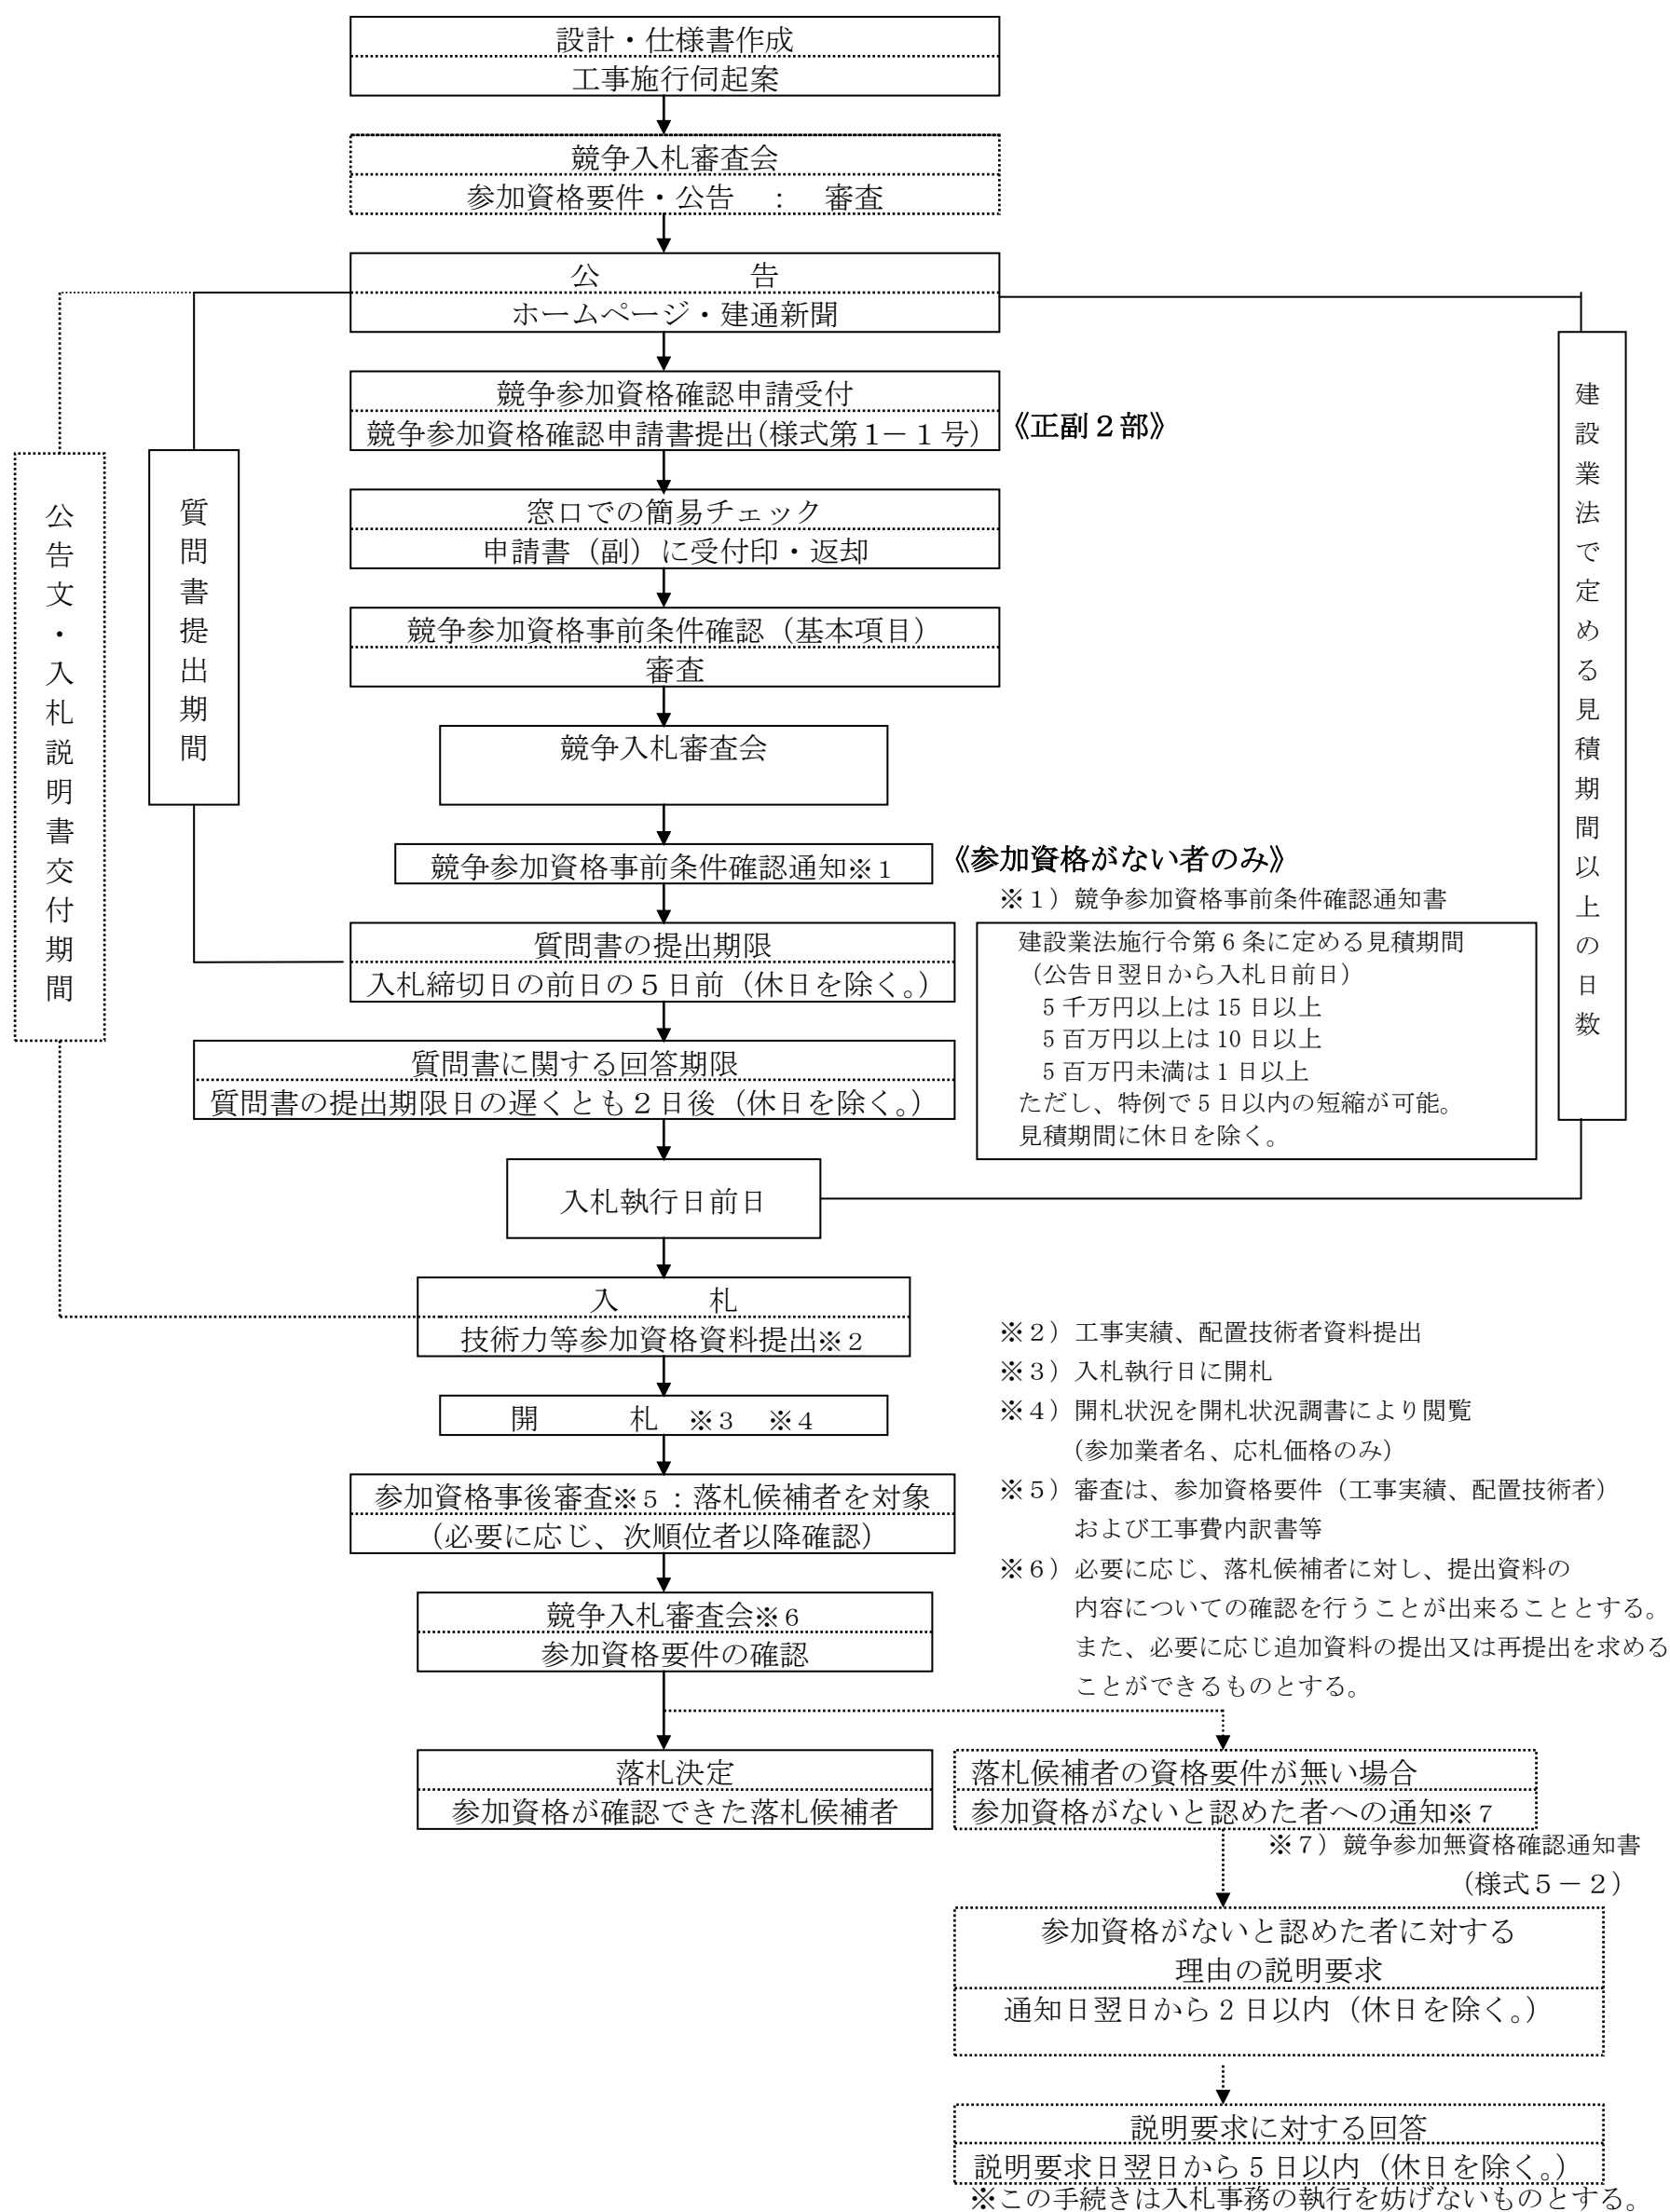 設計・仕様書作成
工事施行伺起案
競争入札審査会
参加資格要件・公告 : 審査
公 告
ホームページ・建通新聞
競争参加資格確認申請受付
競争参加資格確認申請書提出(様式第1－1号)
《正副2部》
窓口での簡易チェック
申請書（副）に受付印・返却
競争参加資格事前条件確認（基本項目）
審査
競争入札審査会
競争参加資格事前条件確認通知※1
《参加資格がない者のみ》
※1）競争参加資格事前条件確認通知書
質問書の提出期限
入札締切日の前日の5日前（休日を除く。）
質問書に関する回答期限
質問書の提出期限日の遅くとも2日後（休日を除く。）
建設業法施行令第6条に定める見積期間
（公告日翌日から入札日前日）
5千万円以上は15日以上
5百万円以上は10日以上
5百万円未満は1日以上
ただし、特例で5日以内の短縮が可能。
見積期間に休日を除く。
公告文・入札説明書交付期間
質問書提出期間
建設業法で定める見積期間以上の日数
入札執行日前日
入 札
技術力等参加資格資料提出※2
開 札 ※3 ※4
参加資格事後審査※5：落札候補者を対象
（必要に応じ、次順位者以降確認）
競争入札審査会※6
参加資格要件の確認
※2）工事実績、配置技術者資料提出
※3）入札執行日に開札
※4）開札状況を開札状況調書により閲覧
（参加業者名、応札価格のみ）
※5）審査は、参加資格要件（工事実績、配置技術者）
および工事費内訳書等
※6）必要に応じ、落札候補者に対し、提出資料の
内容についての確認を行うことが出来ることとする。
また、必要に応じ追加資料の提出又は再提出を求める
ことができるものとする。
落札決定
参加資格が確認できた落札候補者
落札候補者の資格要件が無い場合
参加資格がないと認めた者への通知※7
※7）競争参加無資格確認通知書
（様式5－2）
参加資格がないと認めた者に対する
理由の説明要求
通知日翌日から2日以内（休日を除く。）
説明要求に対する回答
説明要求日翌日から5日以内（休日を除く。）
※この手続きは入札事務の執行を妨げないものとする。